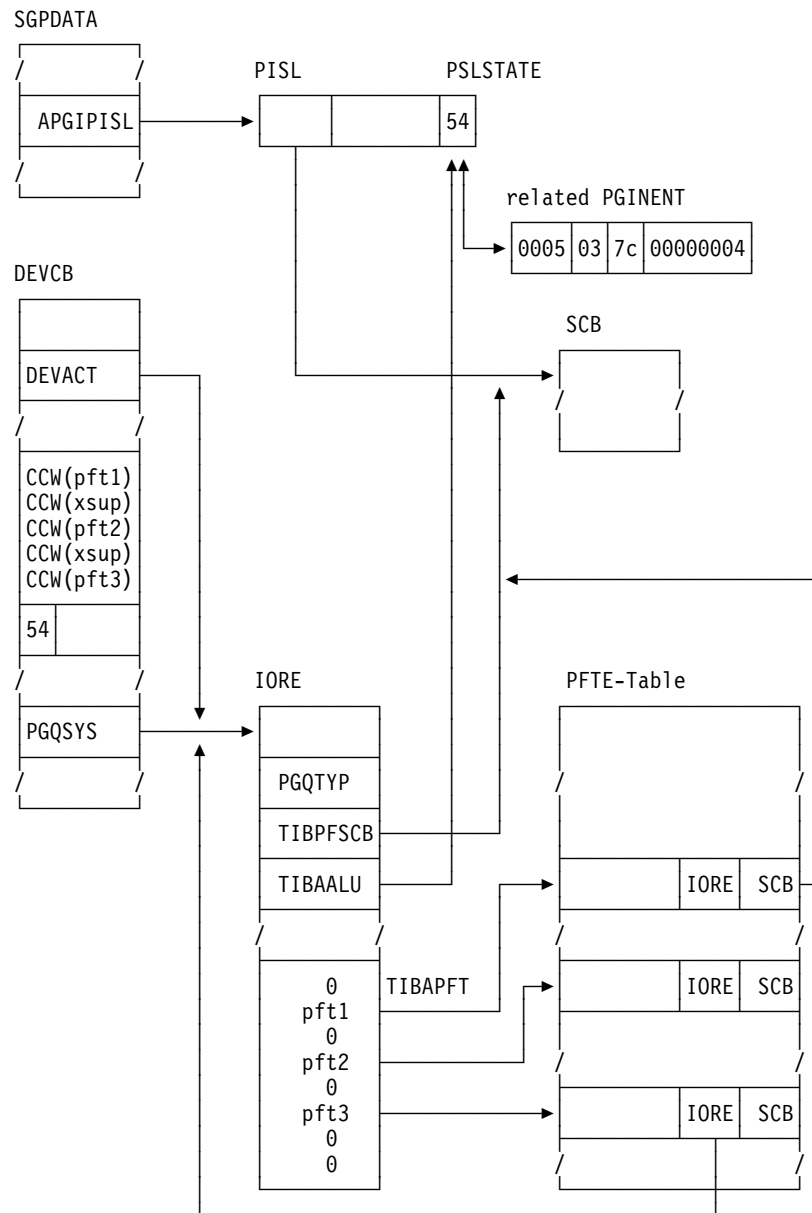 SGPDATA
PISL PSLSTATE
APGIPISL
54
related PGINENT
0005 03 7c 00000004
DEVCB
SCB
DEVACT
CCW(pft1)
CCW(xsup)
CCW(pft2)
CCW(xsup)
CCW(pft3)
54
IORE
PFTE-Table
PGQSYS
PGQTYP
TIBPFSCB
TIBAALU
IORE SCB
0
TIBAPFT
IORE SCB
pft1
0
pft2
0
pft3
IORE SCB
0
0